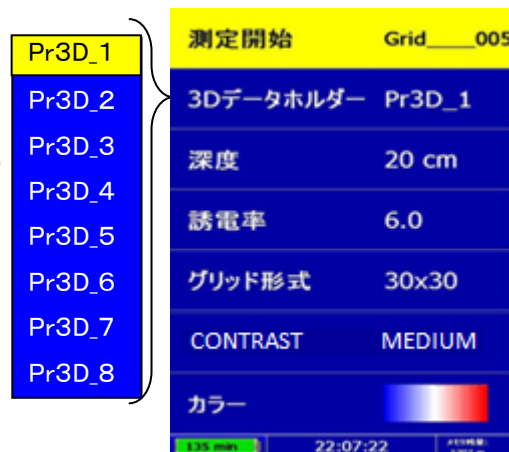 Pr3D_1
Pr3D_2
Pr3D_3
Pr3D_4
Pr3D_5
Pr3D_6
Pr3D_7
Pr3D_8
測定開始 Grid____005
3Dデータホルダー Pr3D_1
深度 20 cm
誘電率 6.0
グリッド形式 30x30
CONTRAST MEDIUM
カラー
135 min 22:07:22